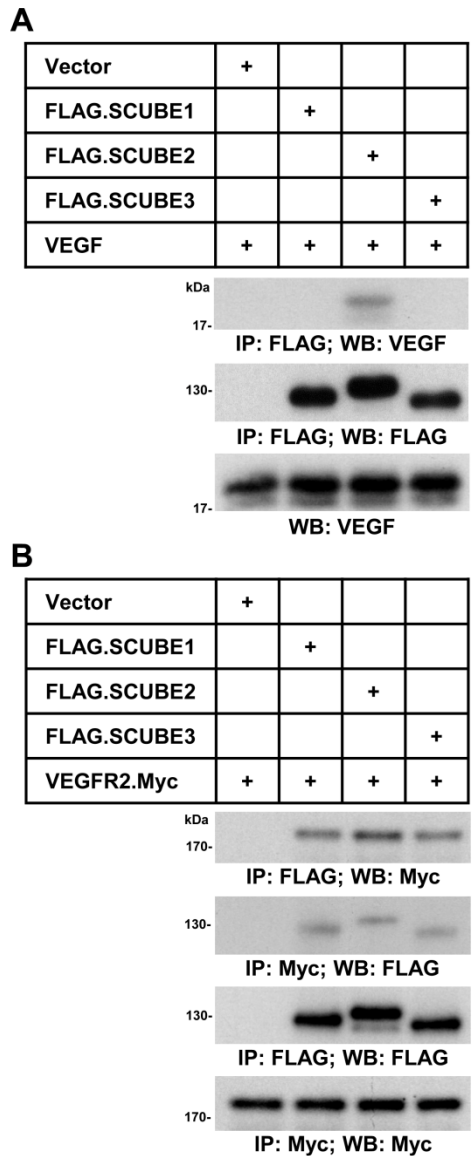 A
Vector +
FLAG.SCUBE1 +
FLAG.SCUBE2 +
FLAG.SCUBE3 +
VEGF + + + +
kDa
17-
IP: FLAG; WB: VEGF
130-
IP: FLAG; WB: FLAG
17-
WB: VEGF
B
Vector +
FLAG.SCUBE1 +
FLAG.SCUBE2 +
FLAG.SCUBE3 +
VEGFR2.Myc + + + +
kDa
170-
IP: FLAG; WB: Myc
130-
IP: Myc; WB: FLAG
130-
IP: FLAG; WB: FLAG
170-
IP: Myc; WB: Myc